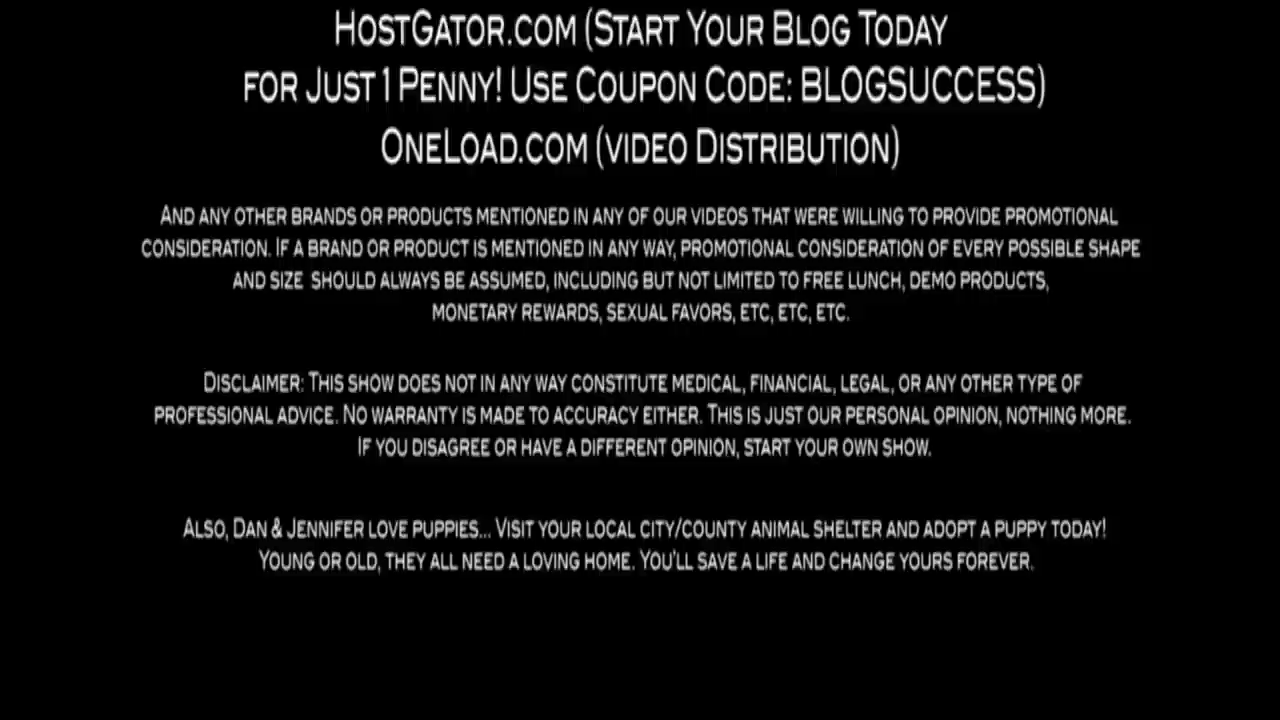 HostGator.com (Start Your Blog Today
for Just 1 Penny! Use Coupon Code: BLOGSUCCESS)
OneLoad.com (video Distribution)
And any other brands or products mentioned in any of our videos that were willing to provide promotional
consideration. If a brand or product is mentioned in any way, promotional consideration of every possible shape
and size should always be assumed, including but not limited to free lunch, demo products,
monetary rewards, sexual favors, etc, etc, etc.
Disclaimer: This show does not in any way constitute medical, financial, legal, or any other type of
professional advice. No warranty is made to accuracy either. This is just our personal opinion, nothing more.
If you disagree or have a different opinion, start your own show.
Also, Dan & Jennifer love puppies... Visit your local city/county animal shelter and adopt a puppy today!
Young or old, they all need a loving home. You'll save a life and change yours forever.